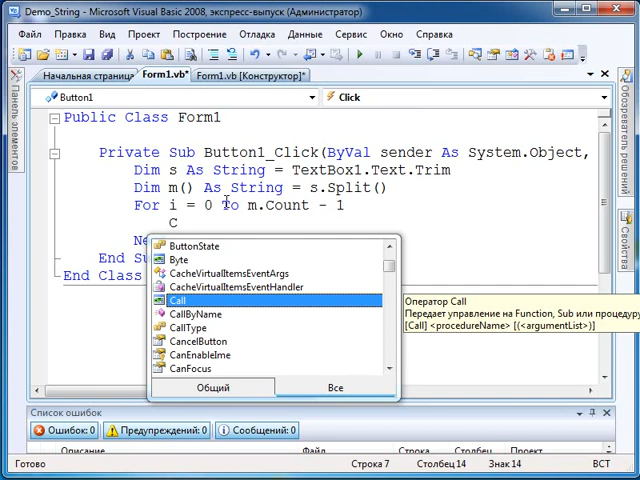 Demo_String - Microsoft Visual Basic 2008, экспресс-выпуск (Администратор)
Файл Правка Вид Проект Построение Отладка Данные Сервис Окно Справка
Начальная страница Form1.vb* Form1.vb [Конструктор]*
Button1 Click
Панель элементов
Обозреватель
Свойства
Public Class Form1
Private Sub Button1_Click(ByVal sender As System.Object,
Dim s As String = TextBox1.Text.Trim
Dim m() As String = s.Split()
For i = 0 To m.Count - 1
C
Ne
End Su
End Class
ButtonState
Byte
CacheVirtualItemsEventArgs
CacheVirtualItemsEventHandler
Call
CallByName
CallType
CancelButton
CanEnableIme
CanFocus
Общий Все
Оператор Call
Передает управление на Function, Sub или процедуру
[Call] <procedureName> [(<argumentList>)]
Список ошибок
Ошибок: 0 Предупреждений: 0 Сообщений: 0
Описание Файл Строка Столбец Проект
Готово Строка 7 Столбец 14 Знак 14 ВСТ